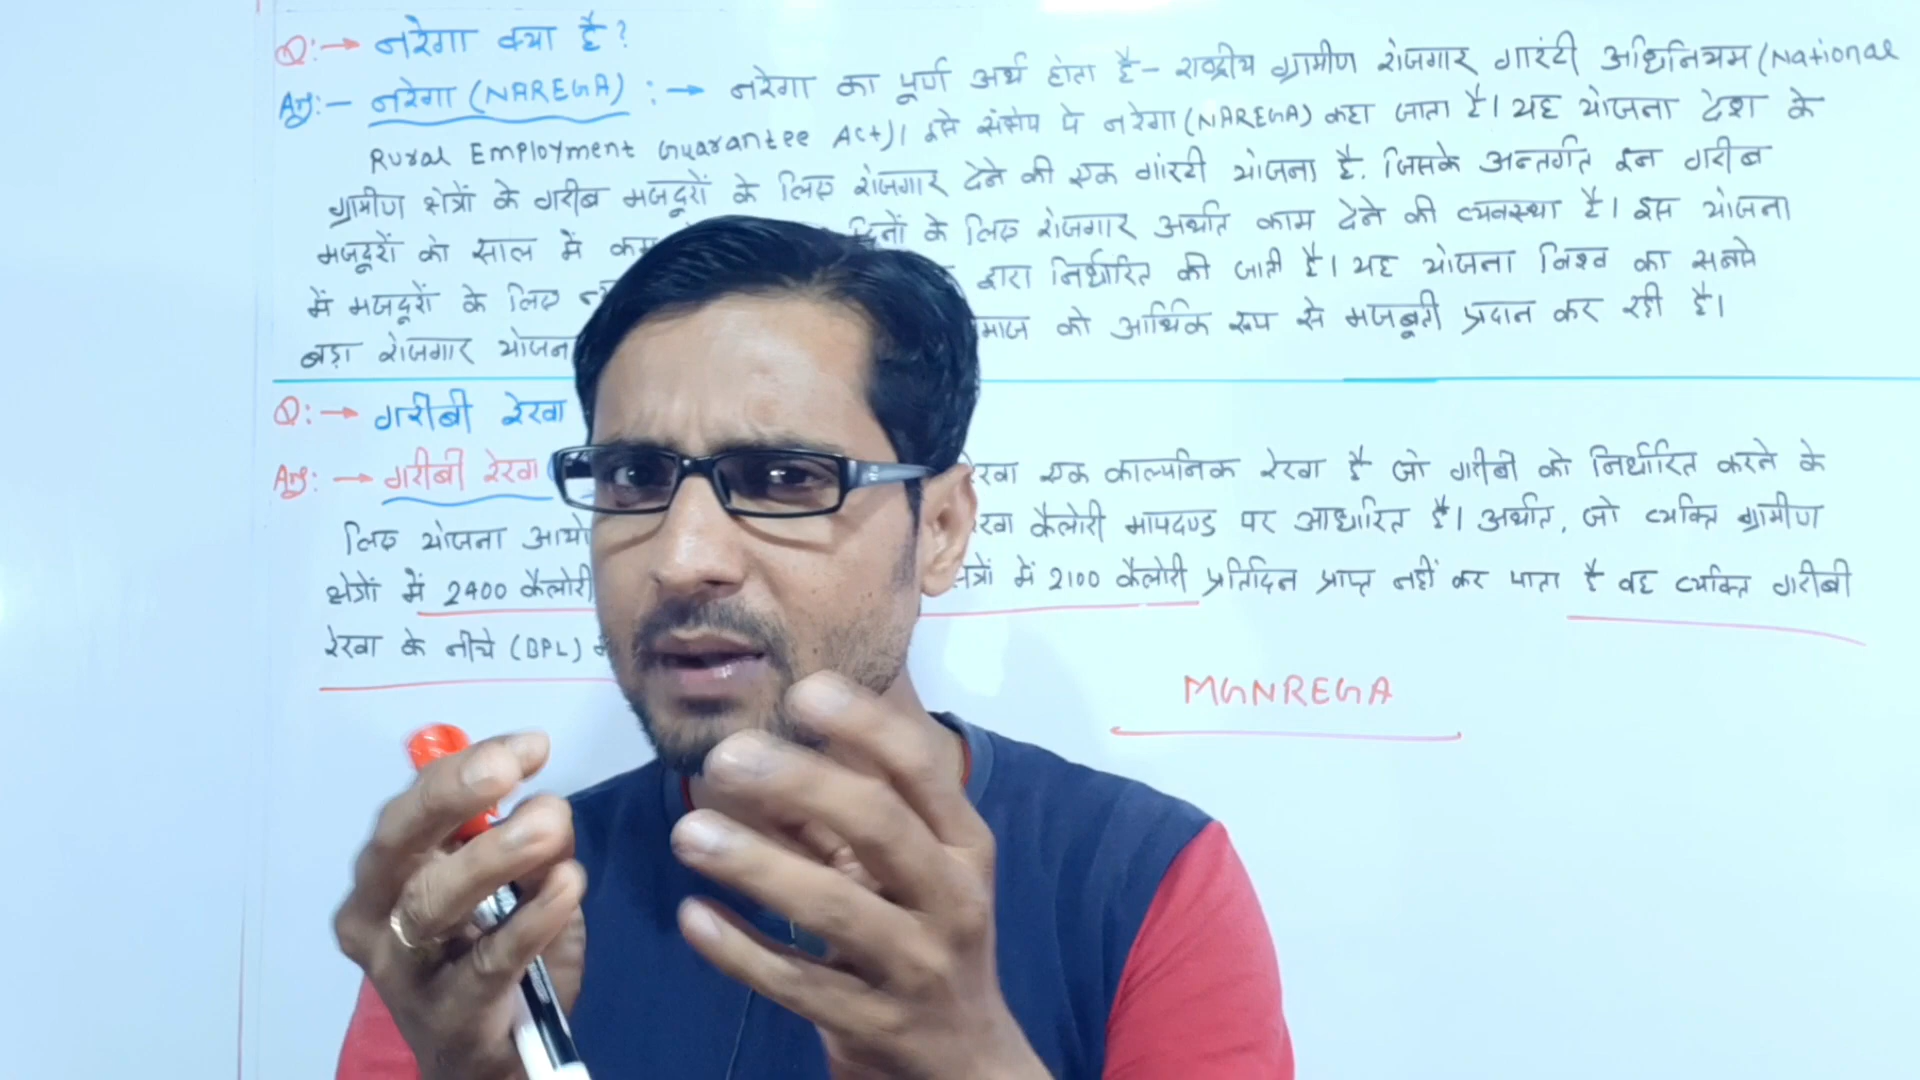 Q:→ नरेगा क्या है?
Ans:- नरेगा (NAREGA) :→ नरेगा का पूर्ण अर्थ होता है- राष्ट्रीय ग्रामीण रोजगार गारंटी अधिनियम (National
Rural Employment Guarantee Act)। इसे संक्षेप में नरेगा (NAREGA) कहा जाता है। यह योजना देश के
ग्रामीण क्षेत्रों के गरीब मजदूरों के लिए रोजगार देने की एक गांरटी योजना है. जिसके अन्तर्गत इन गरीब
मजदूरों को साल में कम दिनों के लिए रोजगार अर्थात काम देने की व्यवस्था है। इस योजना
में मजदूरों के लिए द्वारा निर्धारित की जाती है। यह योजना विश्व का सबसे
बड़ा रोजगार को आर्थिक रूप से मजबूती प्रदान कर रही है।
Q:→ गरीबी रेखा
Ans:→ गरीबी रेखा एक काल्पनिक रेखा है जो गरीबी को निर्धारित करने के
लिए योजना कैलोरी मापदण्ड पर आधारित है। अर्थात, जो व्यक्ति ग्रामीण
क्षेत्रों में 2400 कैलोरी में 2100 कैलोरी प्रतिदिन प्राप्त नहीं कर पाता है वह व्यक्ति गरीबी
रेखा के नीचे (BPL)
MGNREGA